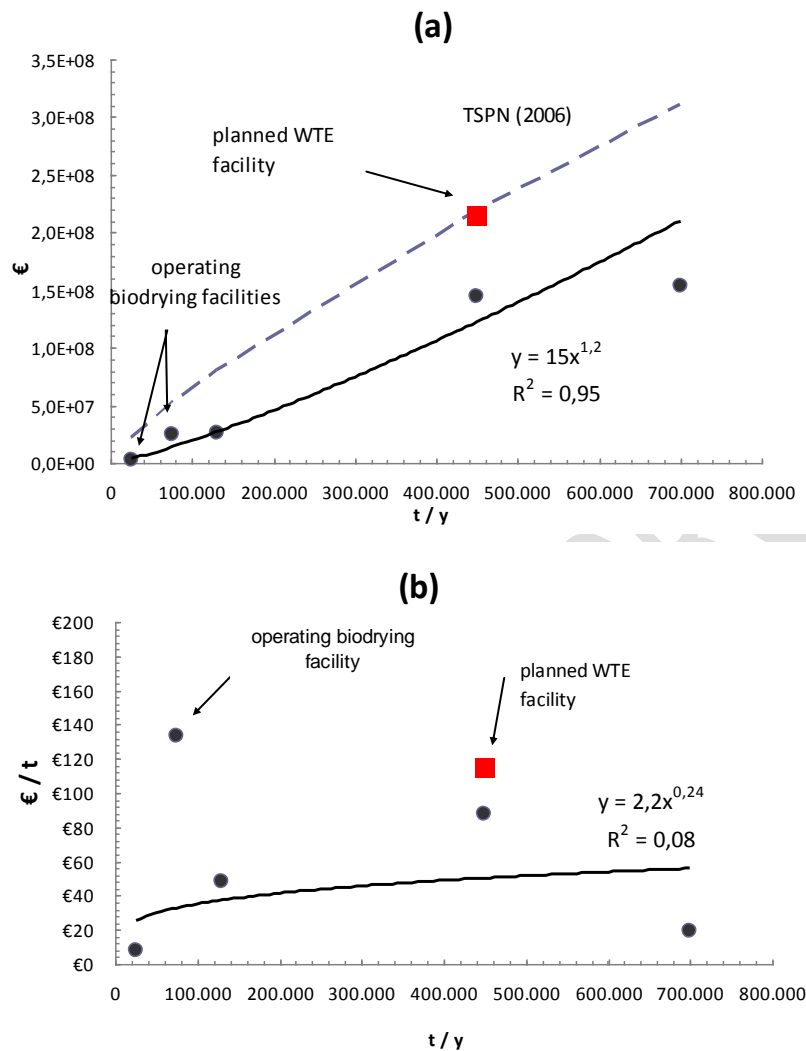 (a)
3,5E+08
3,0E+08
2,5E+08
2,0E+08
1,5E+08
1,0E+08
5,0E+07
0,0E+00
€
TSPN (2006)
planned WTE
facility
operating
biodrying facilities
y = 15x^1,2
R^2 = 0,95
0 100.000 200.000 300.000 400.000 500.000 600.000 700.000 800.000
t / y
(b)
€200
€180
€160
€140
€120
€100
€80
€60
€40
€20
€0
€ / t
operating biodrying
facility
planned WTE
facility
y = 2,2x^0,24
R^2 = 0,08
0 100.000 200.000 300.000 400.000 500.000 600.000 700.000 800.000
t / y